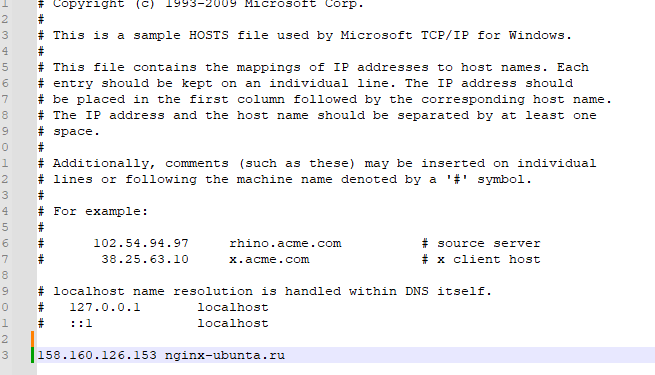 1 # Copyright (c) 1993-2009 Microsoft Corp.
2 #
3 # This is a sample HOSTS file used by Microsoft TCP/IP for Windows.
4 #
5 # This file contains the mappings of IP addresses to host names. Each
6 # entry should be kept on an individual line. The IP address should
7 # be placed in the first column followed by the corresponding host name.
8 # The IP address and the host name should be separated by at least one
9 # space.
0 #
1 # Additionally, comments (such as these) may be inserted on individual
2 # lines or following the machine name denoted by a '#' symbol.
3 #
4 # For example:
5 #
6 #      102.54.94.97     rhino.acme.com          # source server
7 #       38.25.63.10     x.acme.com              # x client host
8
9 # localhost name resolution is handled within DNS itself.
0 #   127.0.0.1       localhost
1 #   ::1             localhost
2
3 158.160.126.153 nginx-ubunta.ru